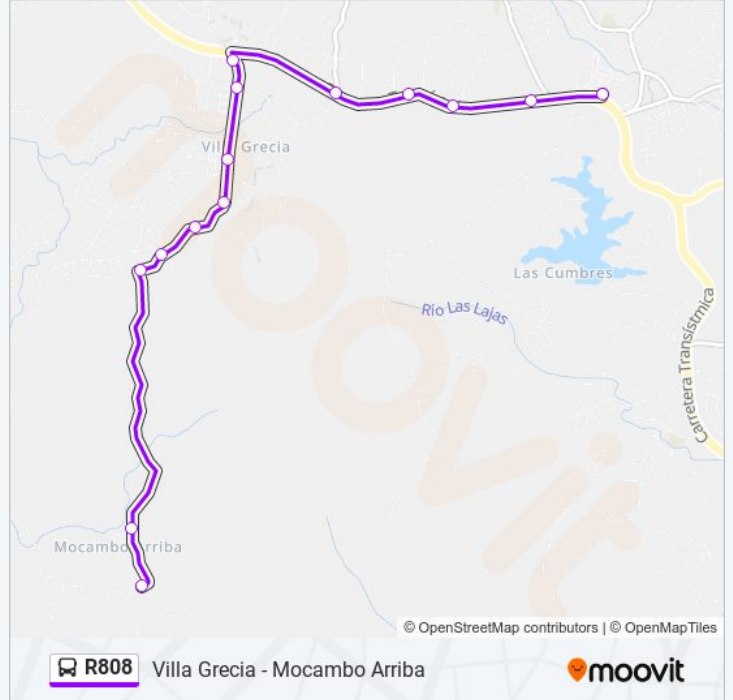 moovit
Villa Grecia
Las Cumbres
Río Las Lajas
Carretera Transístmica
Mocambo Arriba
© OpenStreetMap contributors | © OpenMapTiles
R808 Villa Grecia - Mocambo Arriba
moovit